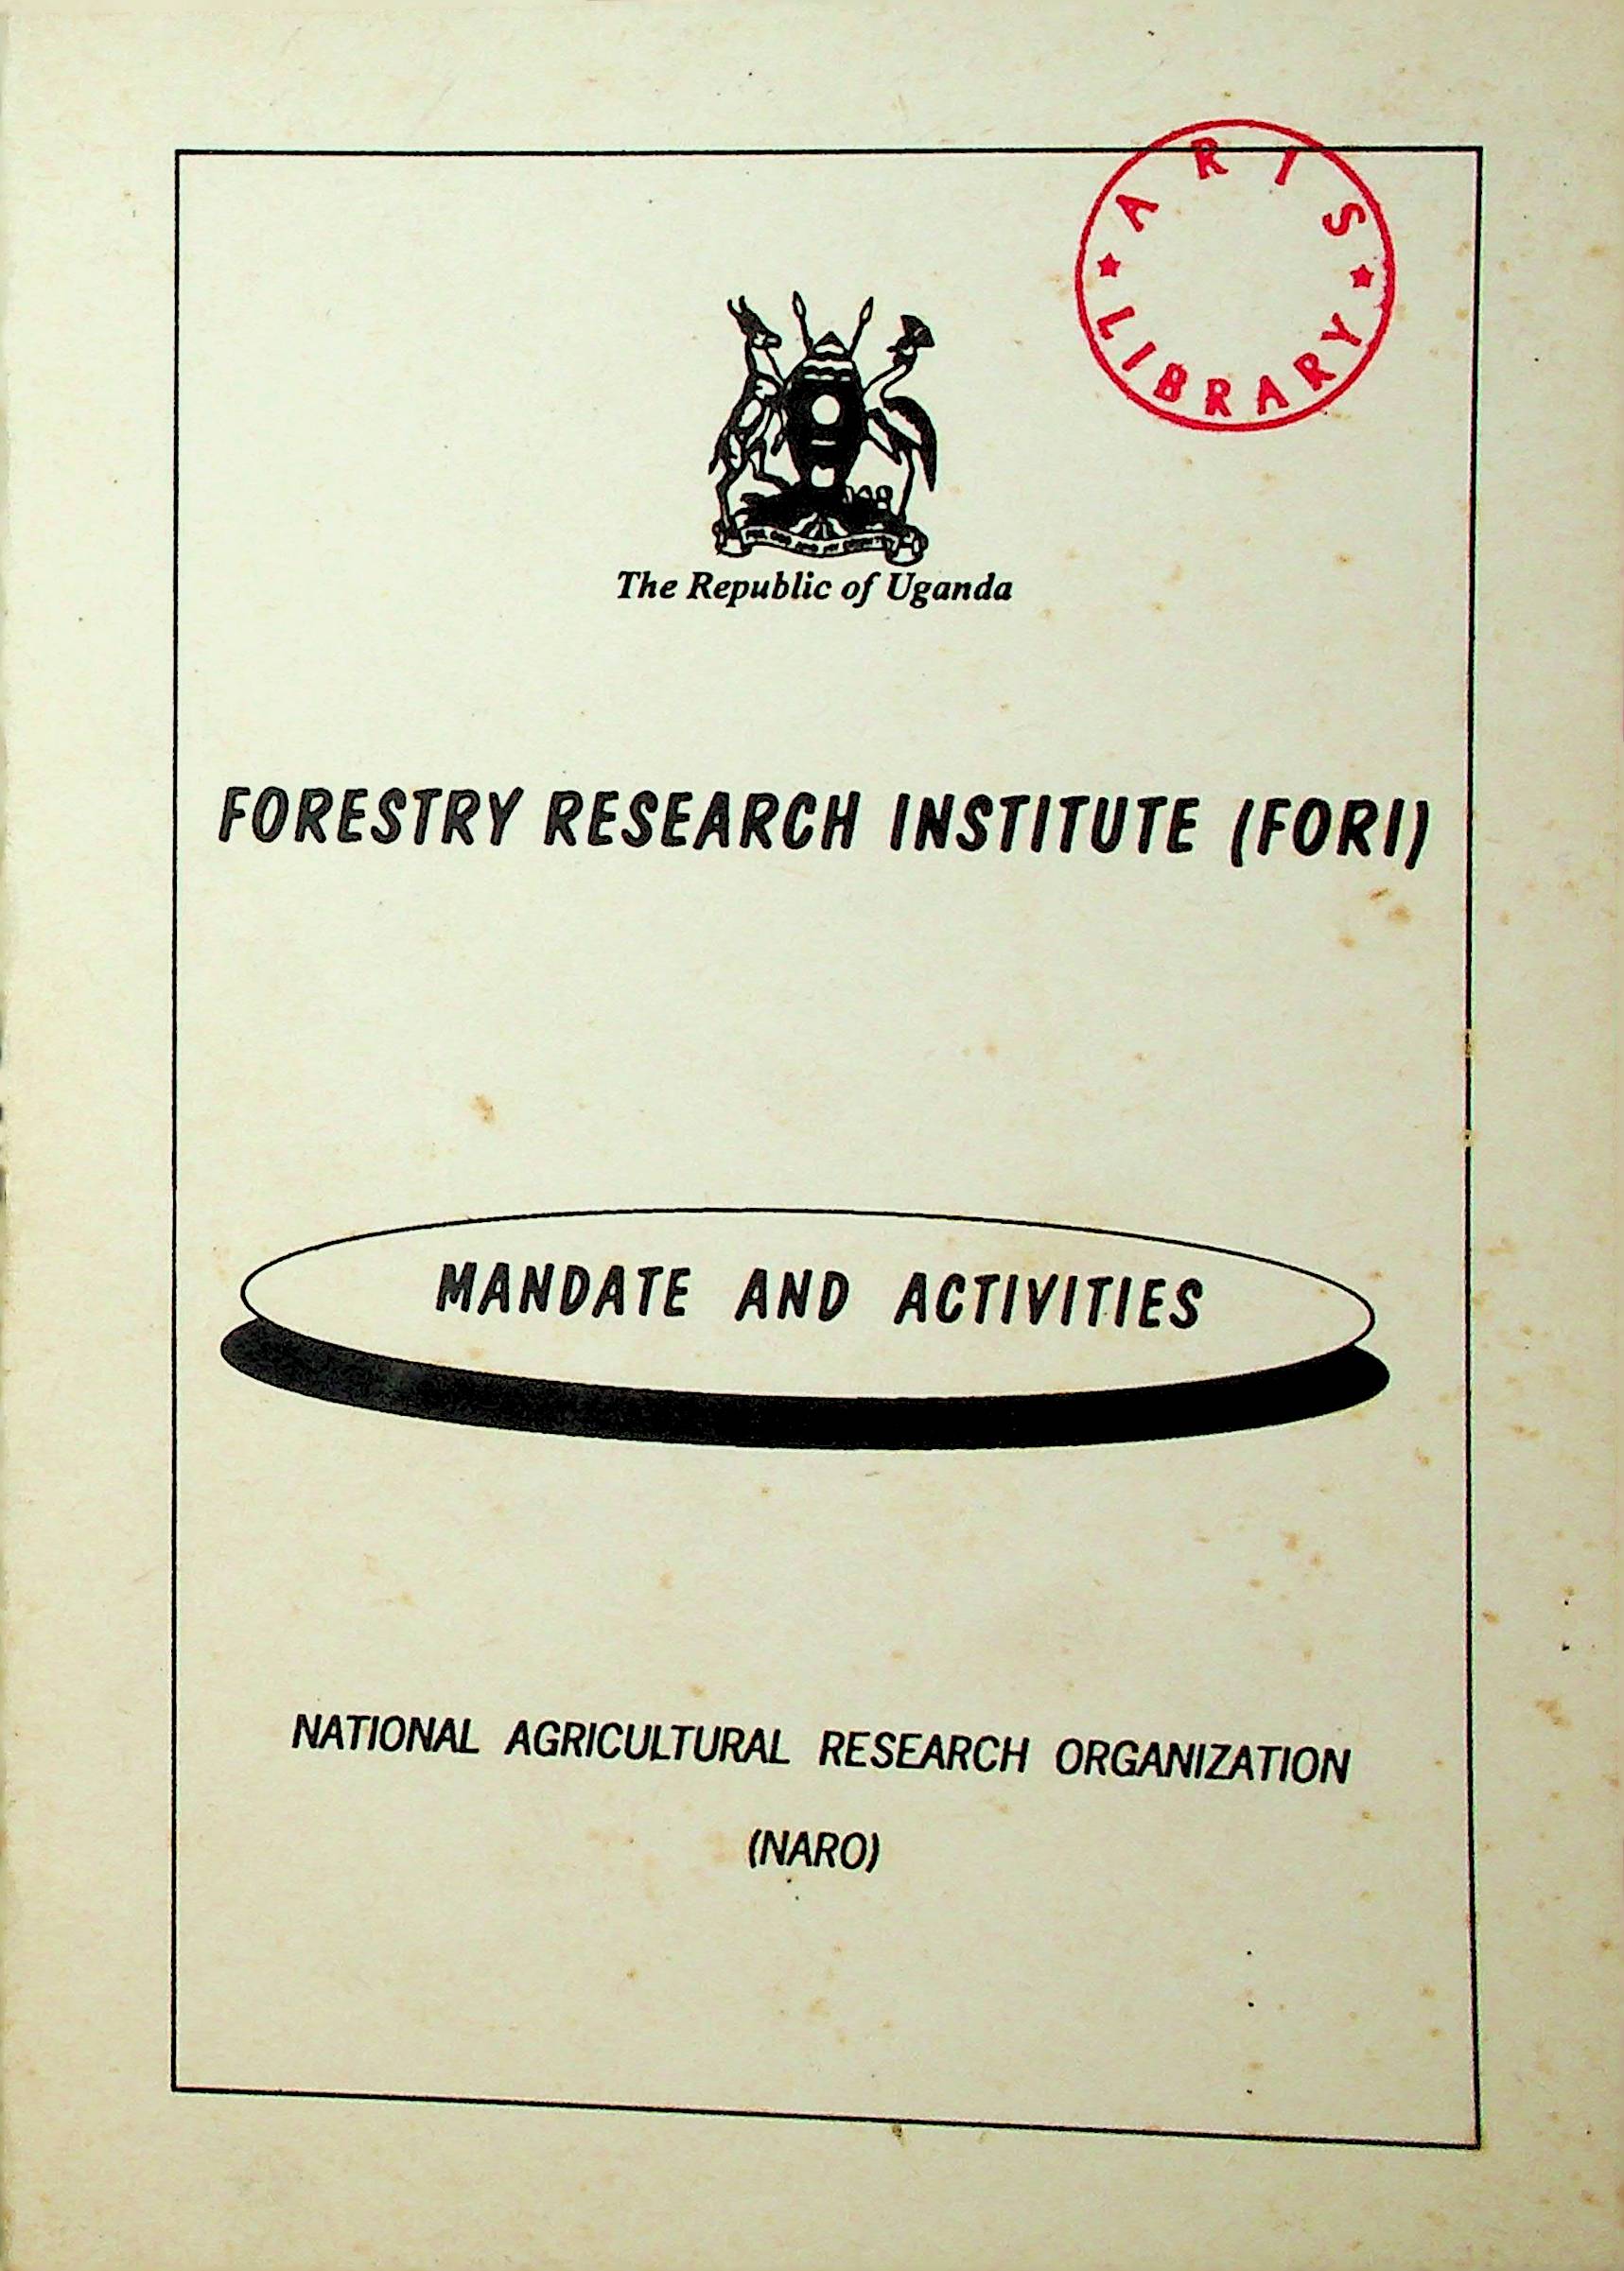 ARIS
LIBRARY
The Republic of Uganda
FORESTRY RESEARCH INSTITUTE (FORI)
MANDATE AND ACTIVITIES
NATIONAL AGRICULTURAL RESEARCH ORGANIZATION
(NARO)